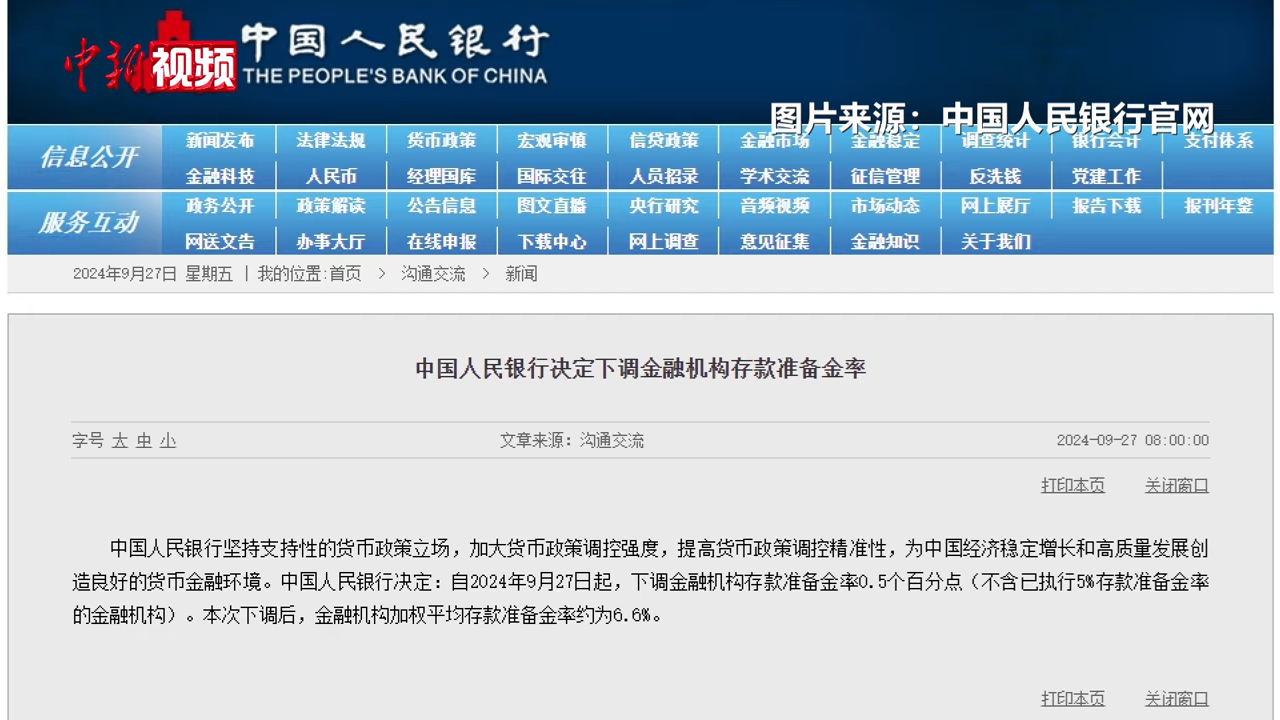 中新视频
中国人民银行
THE PEOPLE'S BANK OF CHINA
图片来源：中国人民银行官网
信息公开
新闻发布 法律法规 货币政策 宏观审慎 信贷政策 金融市场 金融稳定 调查统计 银行会计 支付体系
金融科技 人民币 经理国库 国际交往 人员招录 学术交流 征信管理 反洗钱 党建工作
服务互动
政务公开 政策解读 公告信息 图文直播 央行研究 音频视频 市场动态 网上展厅 报告下载 报刊年鉴
网送文告 办事大厅 在线申报 下载中心 网上调查 意见征集 金融知识 关于我们
2024年9月27日 星期五 | 我的位置:首页 > 沟通交流 > 新闻
中国人民银行决定下调金融机构存款准备金率
字号 大 中 小 文章来源：沟通交流 2024-09-27 08:00:00
打印本页 关闭窗口
中国人民银行坚持支持性的货币政策立场，加大货币政策调控强度，提高货币政策调控精准性，为中国经济稳定增长和高质量发展创
造良好的货币金融环境。中国人民银行决定：自2024年9月27日起，下调金融机构存款准备金率0.5个百分点（不含已执行5%存款准备金率
的金融机构）。本次下调后，金融机构加权平均存款准备金率约为6.6%。
打印本页 关闭窗口